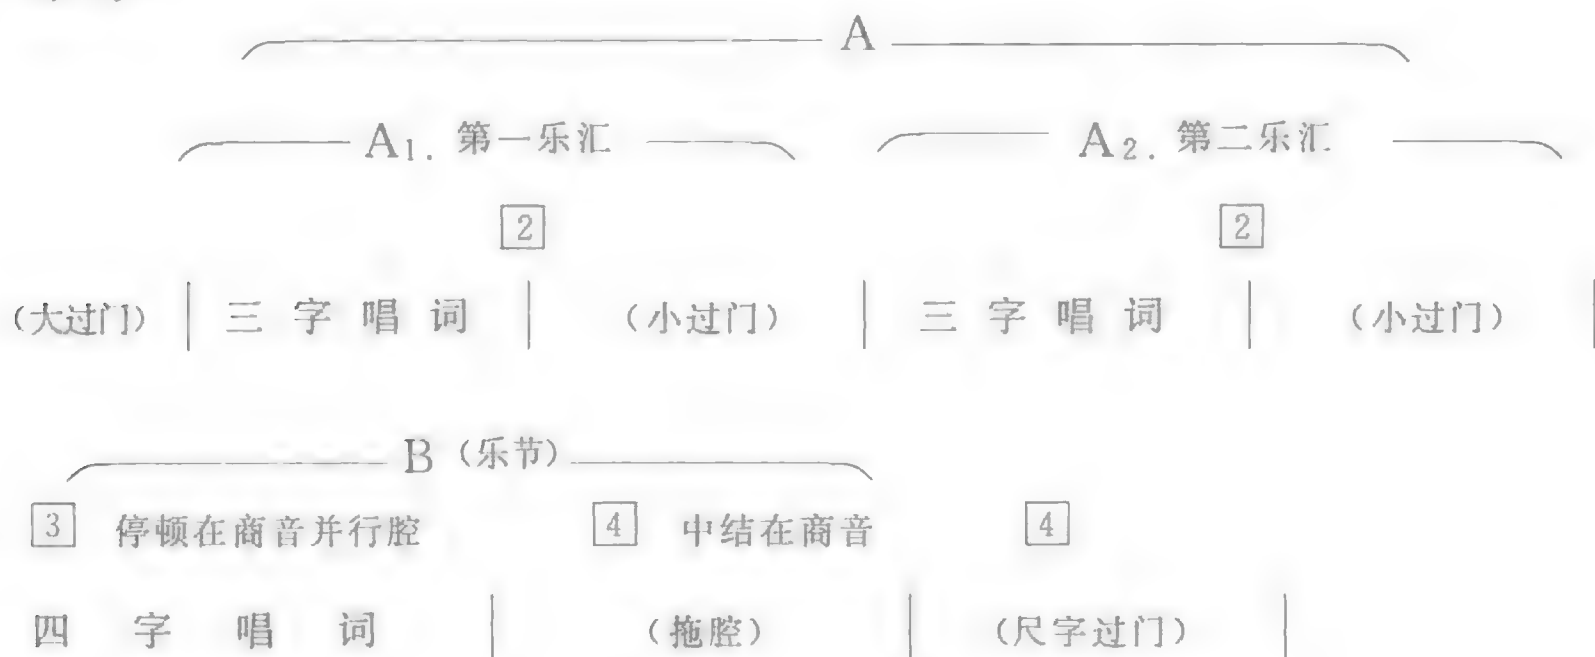 A
A1. 第一乐汇 A2. 第二乐汇
2 2
(大过门) 三字唱词 (小过门) 三字唱词 (小过门)
B (乐节)
3 停顿在商音并行腔 4 中结在商音 4
四字唱词 (拖腔) (尺字过门)